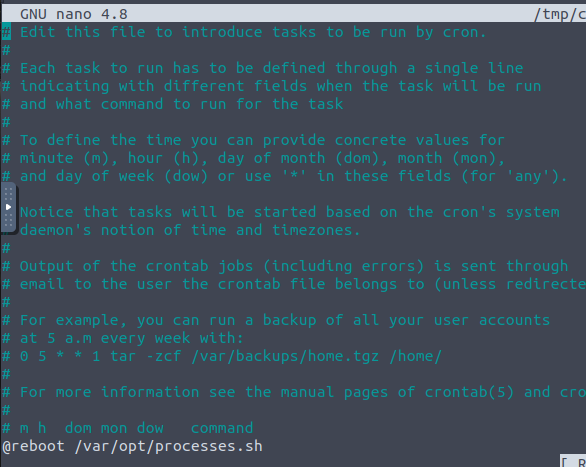 GNU nano 4.8 /tmp/c
# Edit this file to introduce tasks to be run by cron.
#
# Each task to run has to be defined through a single line
# indicating with different fields when the task will be run
# and what command to run for the task
#
# To define the time you can provide concrete values for
# minute (m), hour (h), day of month (dom), month (mon),
# and day of week (dow) or use '*' in these fields (for 'any').
Notice that tasks will be started based on the cron's system
daemon's notion of time and timezones.
#
# Output of the crontab jobs (including errors) is sent through
# email to the user the crontab file belongs to (unless redirecte
#
# For example, you can run a backup of all your user accounts
# at 5 a.m every week with:
# 0 5 * * 1 tar -zcf /var/backups/home.tgz /home/
#
# For more information see the manual pages of crontab(5) and cro
#
# m h  dom mon dow   command
@reboot /var/opt/processes.sh
[ R